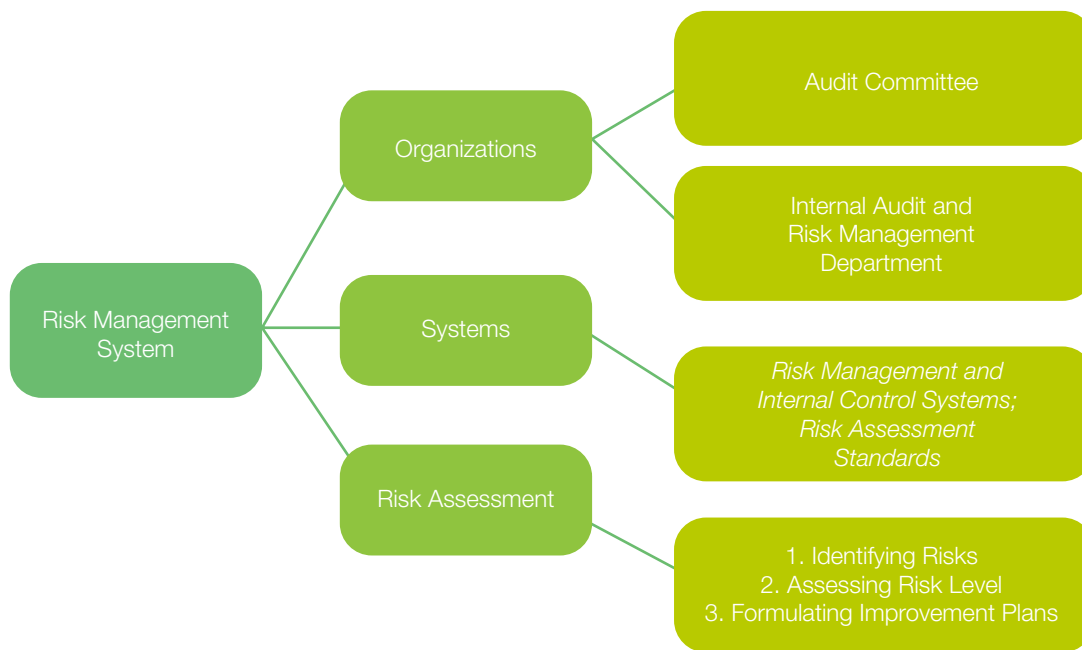 Risk Management
System
Organizations
Systems
Risk Assessment
Audit Committee
Internal Audit and
Risk Management
Department
Risk Management and
Internal Control Systems;
Risk Assessment
Standards
1. Identifying Risks
2. Assessing Risk Level
3. Formulating Improvement Plans